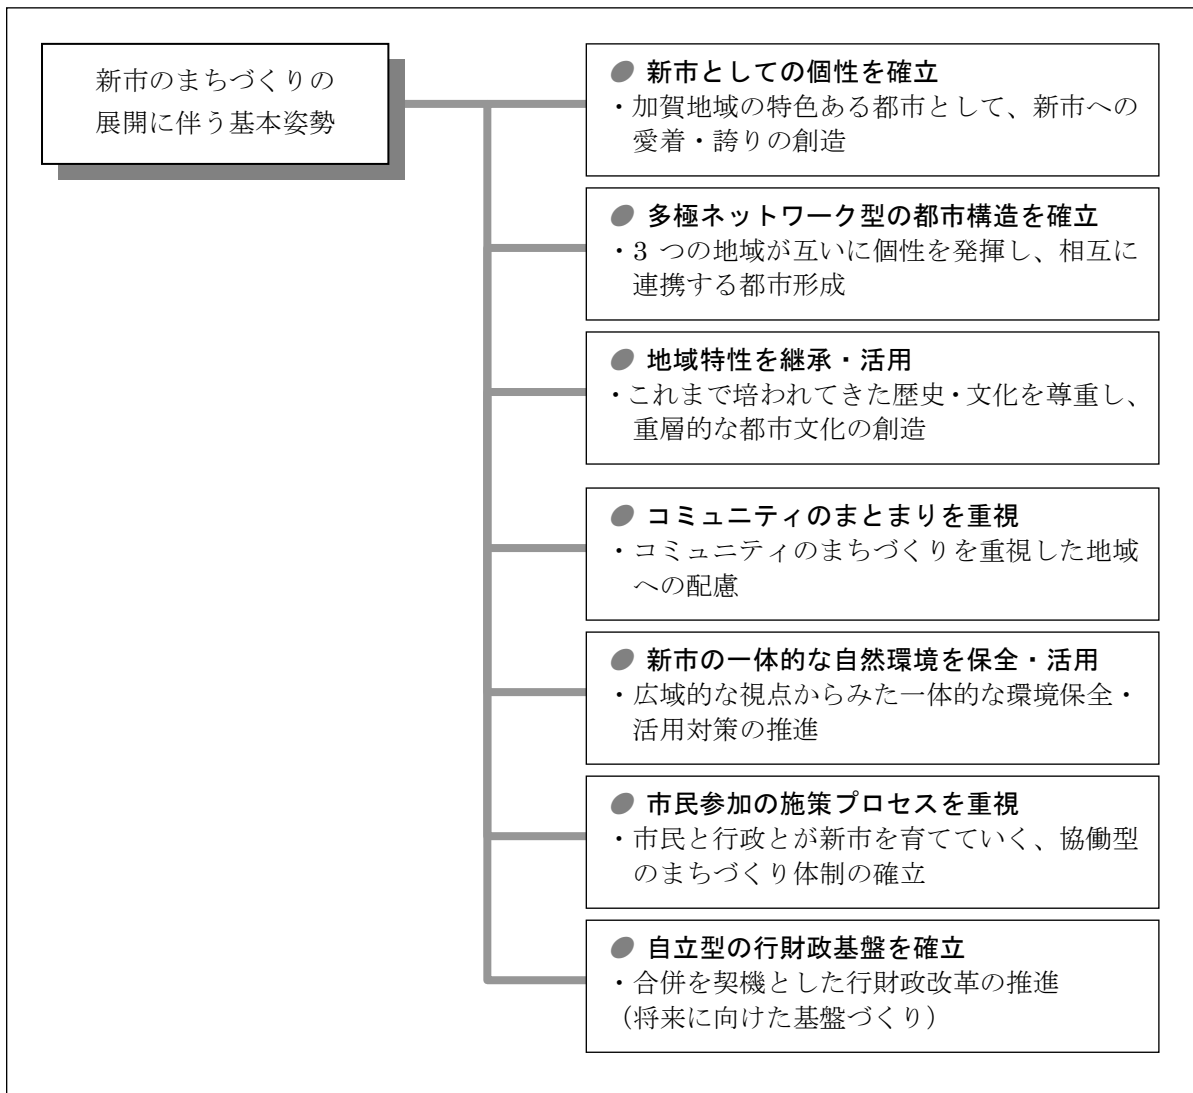 新市のまちづくりの
展開に伴う基本姿勢
● 新市としての個性を確立
・加賀地域の特色ある都市として、新市への
愛着・誇りの創造
● 多極ネットワーク型の都市構造を確立
・3 つの地域が互いに個性を発揮し、相互に
連携する都市形成
● 地域特性を継承・活用
・これまで培われてきた歴史・文化を尊重し、
重層的な都市文化の創造
● コミュニティのまとまりを重視
・コミュニティのまちづくりを重視した地域
への配慮
● 新市の一体的な自然環境を保全・活用
・広域的な視点からみた一体的な環境保全・
活用対策の推進
● 市民参加の施策プロセスを重視
・市民と行政とが新市を育てていく、協働型
のまちづくり体制の確立
● 自立型の行財政基盤を確立
・合併を契機とした行財政改革の推進
（将来に向けた基盤づくり）